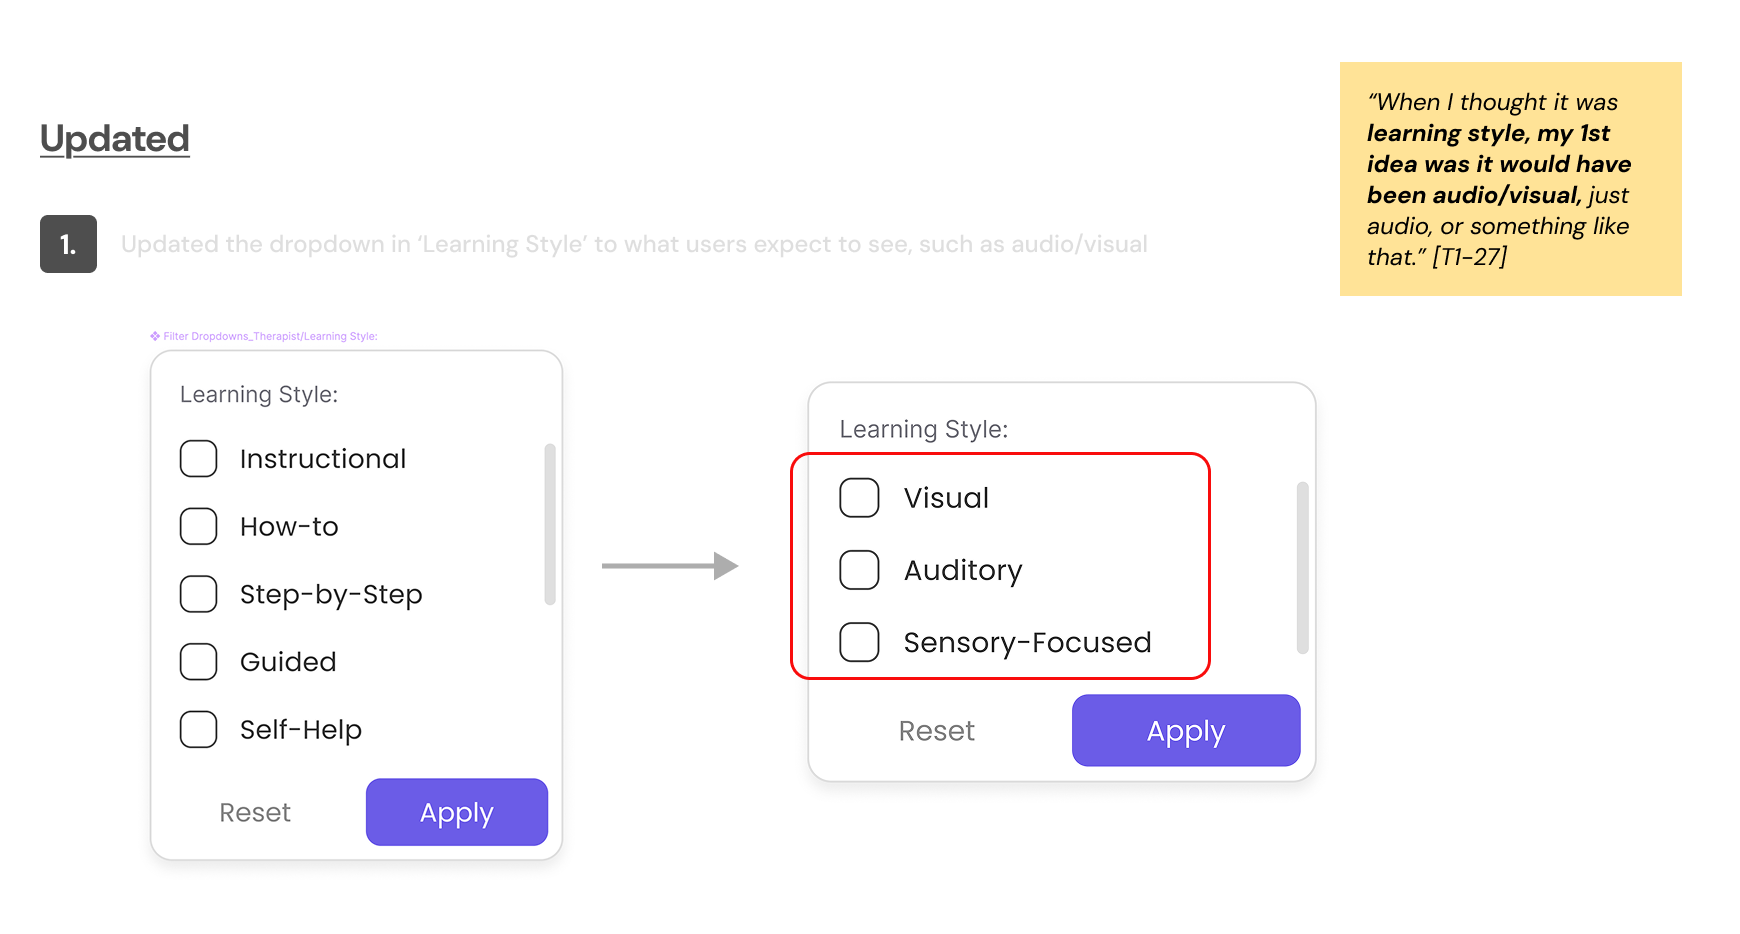 Updated
1.
Updated the dropdown in ‘Learning Style’ to what users expect to see, such as audio/visual
“When I thought it was
learning style, my 1st
idea was it would have
been audio/visual, just
audio, or something like
that.” [T1-27]
Filter Dropdowns_Therapist/Learning Style:
Learning Style:
Instructional
How-to
Step-by-Step
Guided
Self-Help
Reset
Apply
Learning Style:
Visual
Auditory
Sensory-Focused
Reset
Apply